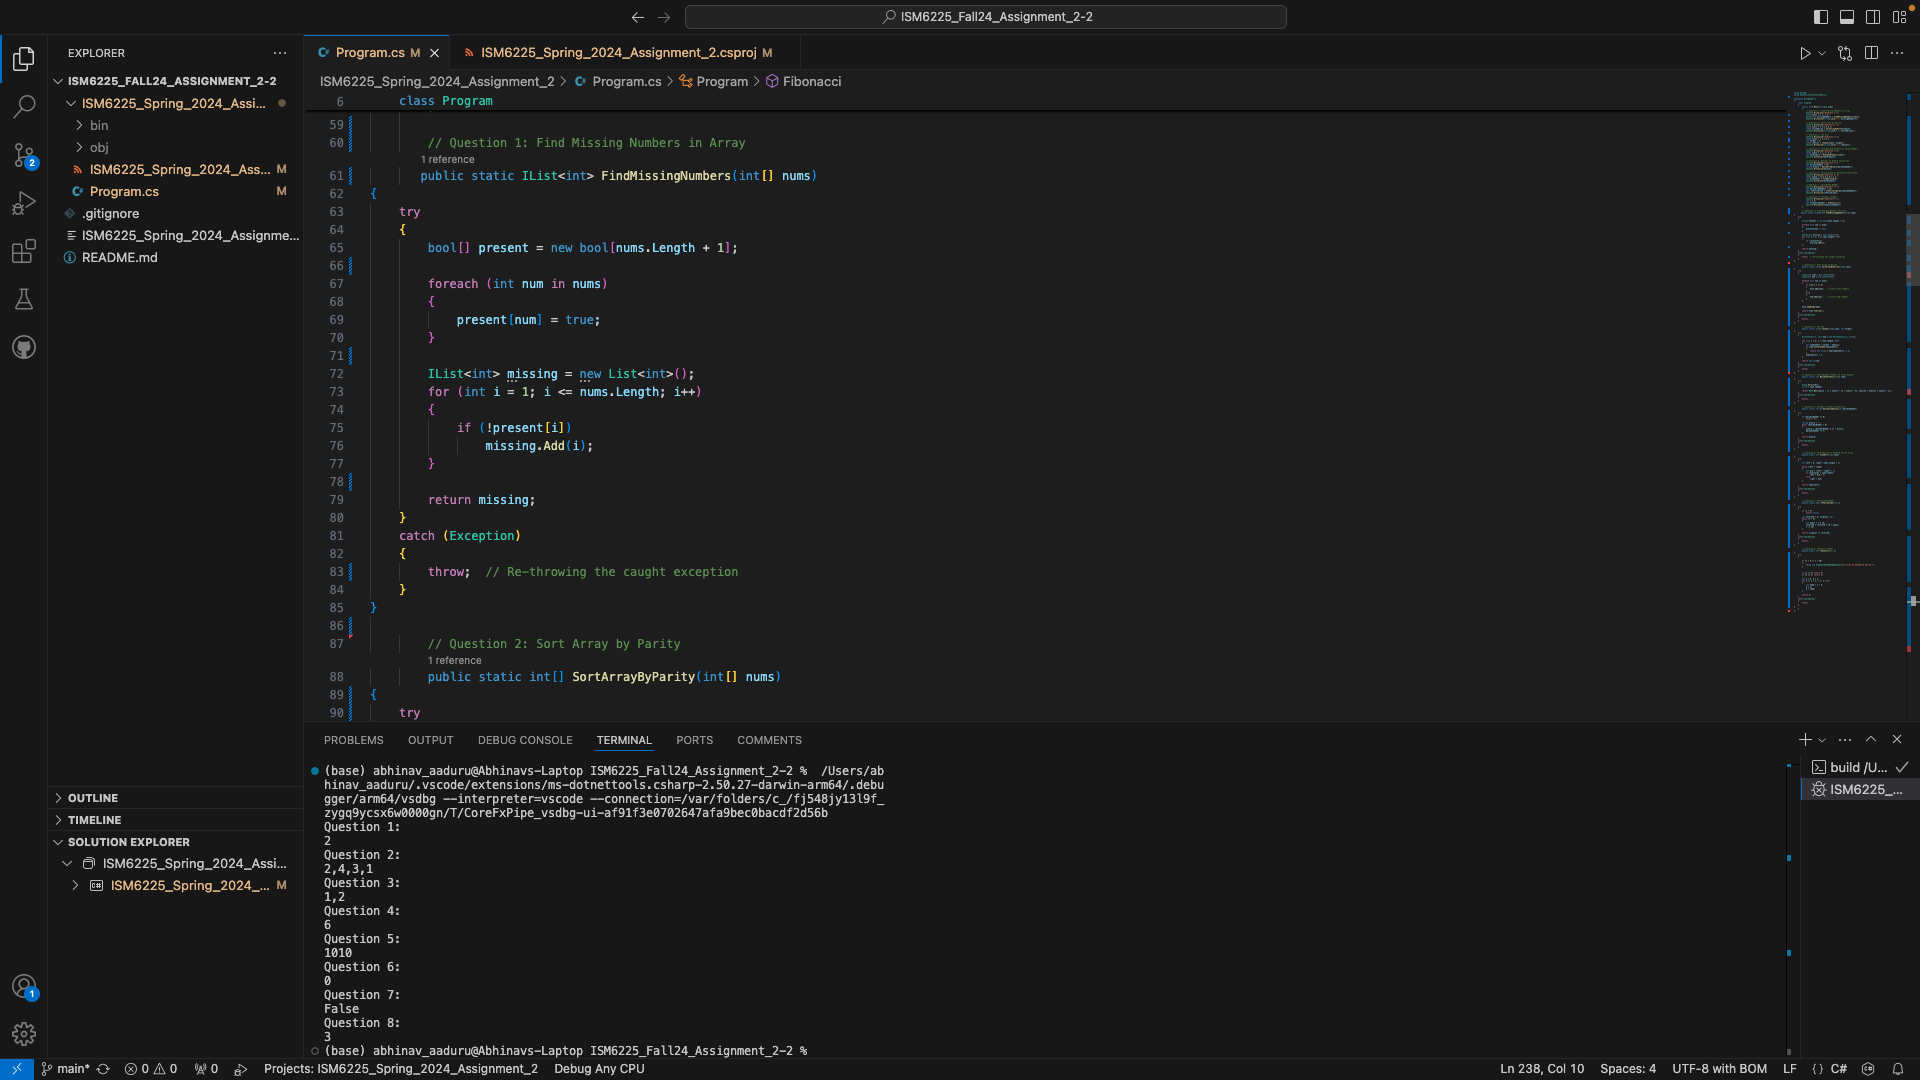 ISM6225_Fall24_Assignment_2-2
EXPLORER
ISM6225_FALL24_ASSIGNMENT_2-2
ISM6225_Spring_2024_Assi...
bin
obj
ISM6225_Spring_2024_Ass... M
Program.cs M
.gitignore
ISM6225_Spring_2024_Assignme...
README.md
OUTLINE
TIMELINE
SOLUTION EXPLORER
ISM6225_Spring_2024_Assi...
ISM6225_Spring_2024_... M
2
1
Program.cs M
ISM6225_Spring_2024_Assignment_2.csproj M
ISM6225_Spring_2024_Assignment_2 > Program.cs > Program > Fibonacci
6 class Program
59
60 // Question 1: Find Missing Numbers in Array
1 reference
61 public static IList<int> FindMissingNumbers(int[] nums)
62 {
63 try
64 {
65 bool[] present = new bool[nums.Length + 1];
66
67 foreach (int num in nums)
68 {
69 present[num] = true;
70 }
71
72 IList<int> missing = new List<int>();
73 for (int i = 1; i <= nums.Length; i++)
74 {
75 if (!present[i])
76 missing.Add(i);
77 }
78
79 return missing;
80 }
81 catch (Exception)
82 {
83 throw;  // Re-throwing the caught exception
84 }
85 }
86
87 // Question 2: Sort Array by Parity
1 reference
88 public static int[] SortArrayByParity(int[] nums)
89 {
90 try
PROBLEMS OUTPUT DEBUG CONSOLE TERMINAL PORTS COMMENTS
(base) abhinav_aaduru@Abhinavs-Laptop ISM6225_Fall24_Assignment_2-2 %  /Users/ab
hinav_aaduru/.vscode/extensions/ms-dotnettools.csharp-2.50.27-darwin-arm64/.debu
gger/arm64/vsdbg --interpreter=vscode --connection=/var/folders/c_/fj548jy13l9f_
zygq9ycsx6w0000gn/T/CoreFxPipe_vsdbg-ui-af91f3e0702647afa9bec0bacdf2d56b
Question 1:
2
Question 2:
2,4,3,1
Question 3:
1,2
Question 4:
6
Question 5:
1010
Question 6:
0
Question 7:
False
Question 8:
3
(base) abhinav_aaduru@Abhinavs-Laptop ISM6225_Fall24_Assignment_2-2 %
build /U...
ISM6225_...
main* 0 0 0 Projects: ISM6225_Spring_2024_Assignment_2 Debug Any CPU Ln 238, Col 10 Spaces: 4 UTF-8 with BOM LF {} C#